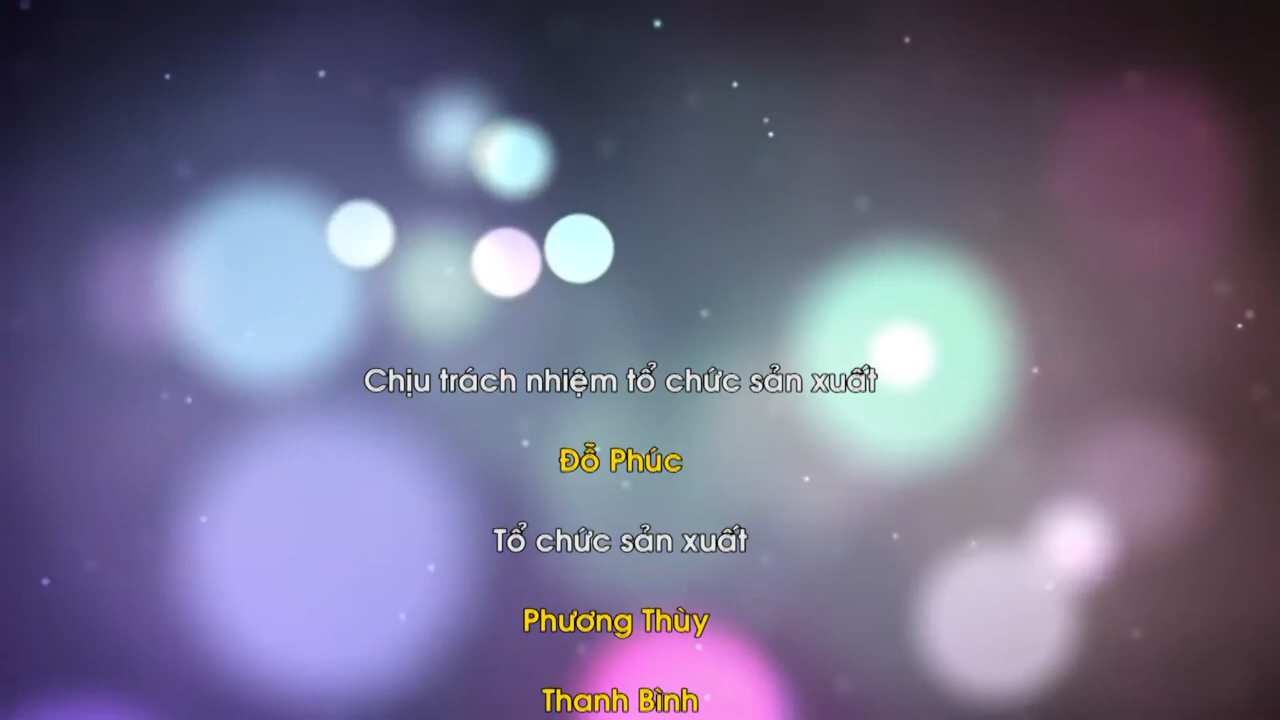 Chịu trách nhiệm tổ chức sản xuất
Đỗ Phúc
Tổ chức sản xuất
Phương Thùy
Thanh Bình